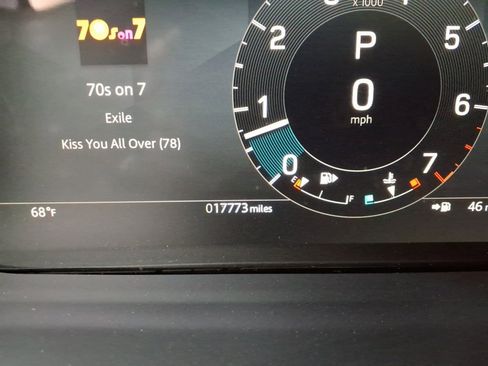 70s on 7
70s on 7
Exile
Kiss You All Over (78)
x 1000
2
5
P
1
0
6
mph
0
7
E
F
68°F
017773 miles
46